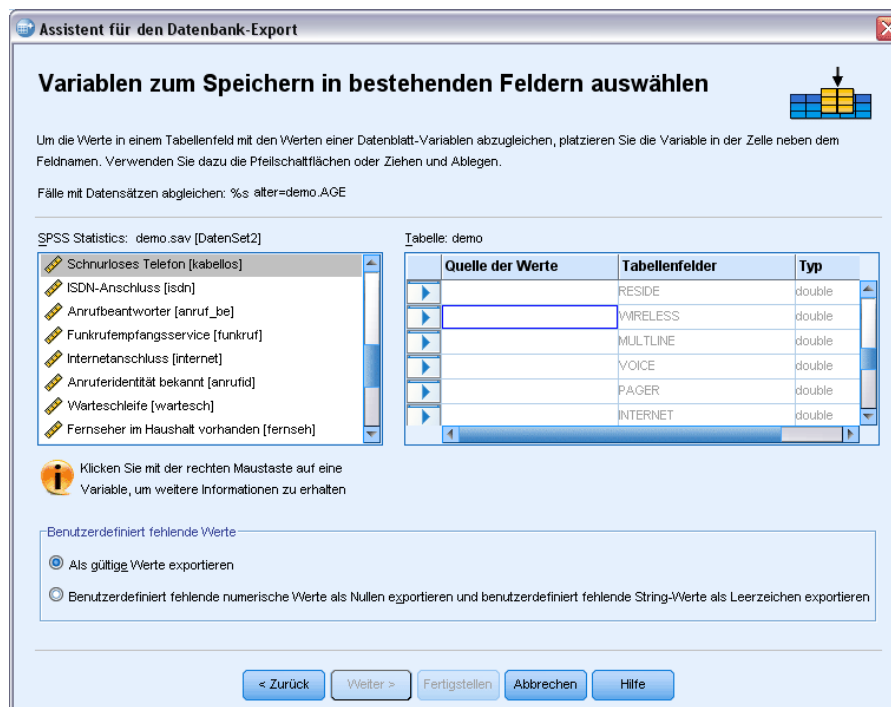 Assistent für den Datenbank-Export
Variablen zum Speichern in bestehenden Feldern auswählen
Um die Werte in einem Tabellenfeld mit den Werten einer Datenblatt-Variablen abzugleichen, platzieren Sie die Variable in der Zelle neben dem
Feldnamen. Verwenden Sie dazu die Pfeilschaltflächen oder Ziehen und Ablegen.
Fälle mit Datensätzen abgleichen: %s alter=demo.AGE
SPSS Statistics: demo.sav [DatenSet2]
Schnurloses Telefon [kabellos]
ISDN-Anschluss [isdn]
Anrufbeantworter [anruf_be]
Funkrufempfangsservice [funkruf]
Internetanschluss [internet]
Anruferidentität bekannt [anrufid]
Warteschleife [wartesch]
Fernseher im Haushalt vorhanden [fernseh]
Tabelle: demo
Quelle der Werte Tabellenfelder Typ
RESIDE double
WIRELESS double
MULTLINE double
VOICE double
PAGER double
INTERNET double
Klicken Sie mit der rechten Maustaste auf eine
Variable, um weitere Informationen zu erhalten
Benutzerdefiniert fehlende Werte
Als gültige Werte exportieren
Benutzerdefiniert fehlende numerische Werte als Nullen exportieren und benutzerdefiniert fehlende String-Werte als Leerzeichen exportieren
< Zurück Weiter > Fertigstellen Abbrechen Hilfe